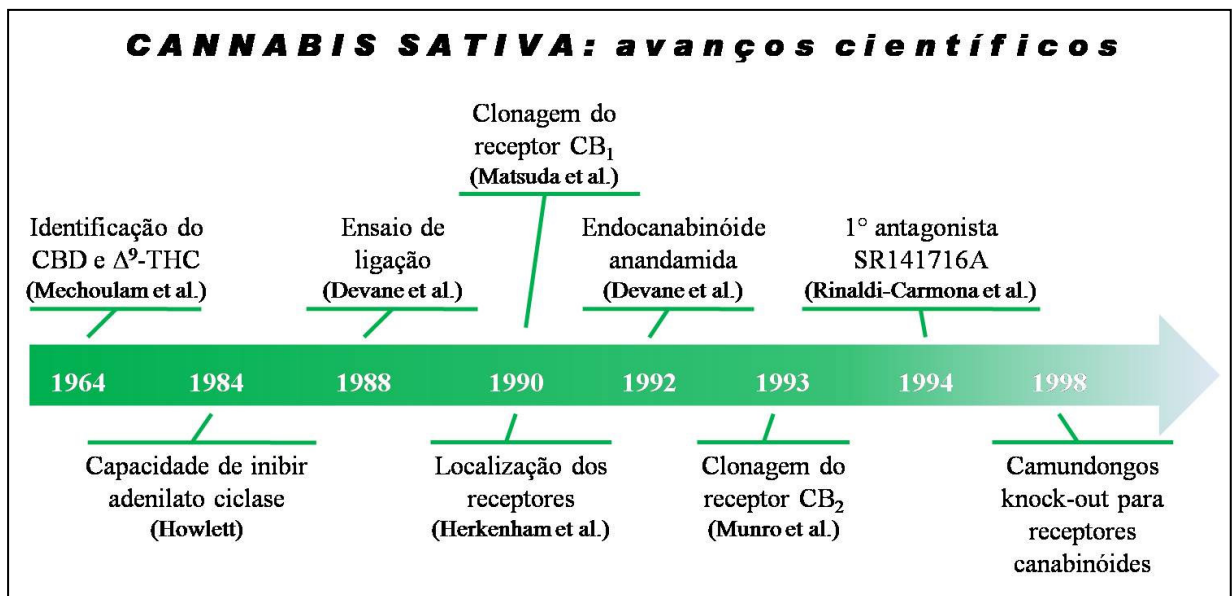 CANNABIS SATIVA: avanços científicos
Clonagem do
receptor CB₁
(Matsuda et al.)
Identificação do
CBD e Δ⁹-THC
(Mechoulam et al.)
Ensaio de
ligação
(Devane et al.)
Endocanabinóide
anandamida
(Devane et al.)
1° antagonista
SR141716A
(Rinaldi-Carmona et al.)
1964 1984 1988 1990 1992 1993 1994 1998
Capacidade de inibir
adenilato ciclase
(Howlett)
Localização dos
receptores
(Herkenham et al.)
Clonagem do
receptor CB₂
(Munro et al.)
Camundongos
knock-out para
receptores
canabinóides